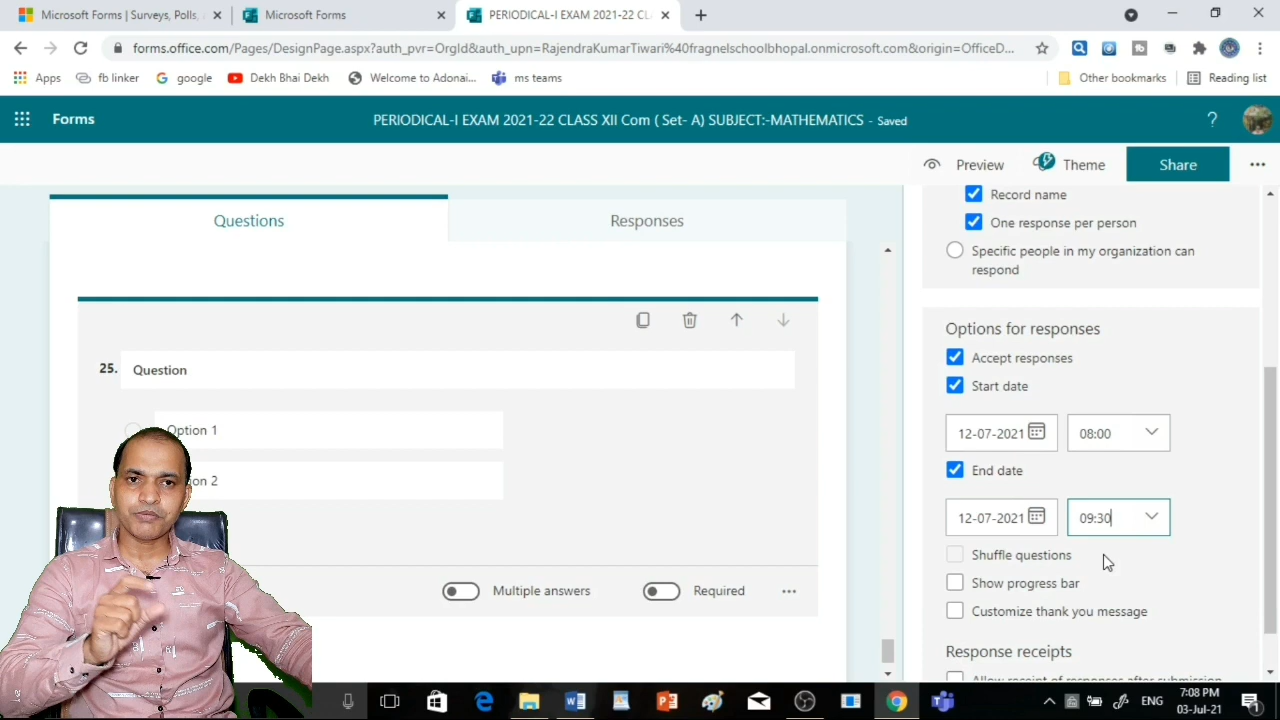 Microsoft Forms | Surveys, Polls,
Microsoft Forms
PERIODICAL-I EXAM 2021-22 CL
forms.office.com/Pages/DesignPage.aspx?auth_pvr=OrgId&auth_upn=RajendraKumarTiwari%40fragnelschoolbhopal.onmicrosoft.com&origin=OfficeD...
Apps
fb linker
google
Dekh Bhai Dekh
Welcome to Adonai...
ms teams
Other bookmarks
Reading list
Forms
PERIODICAL-I EXAM 2021-22 CLASS XII Com ( Set- A) SUBJECT:-MATHEMATICS - Saved
?
Preview
Theme
Share
Questions
Responses
25.
Question
Option 1
on 2
Multiple answers
Required
Record name
One response per person
Specific people in my organization can
respond
Options for responses
Accept responses
Start date
12-07-2021
08:00
End date
12-07-2021
09:30
Shuffle questions
Show progress bar
Customize thank you message
Response receipts
Allow receipt of responses after submission
ENG
7:08 PM
03-Jul-21